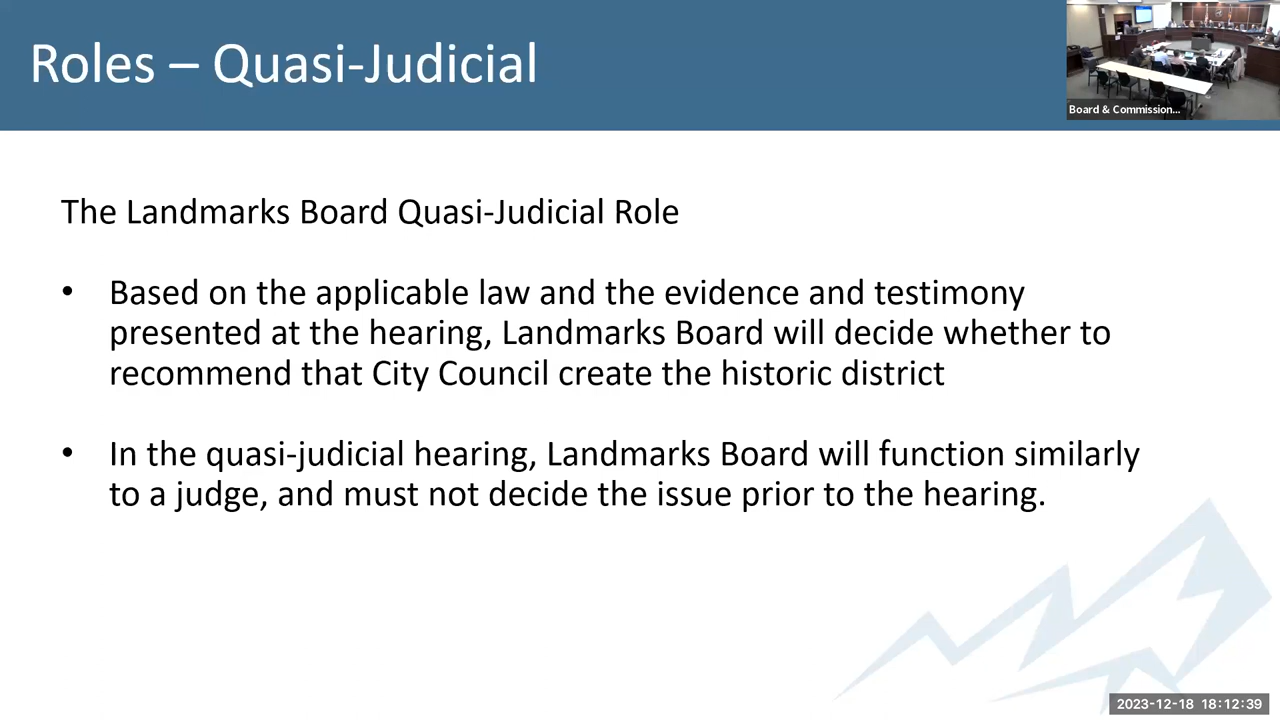 Roles – Quasi-Judicial
Board & Commission...
The Landmarks Board Quasi-Judicial Role
• Based on the applicable law and the evidence and testimony
presented at the hearing, Landmarks Board will decide whether to
recommend that City Council create the historic district
• In the quasi-judicial hearing, Landmarks Board will function similarly
to a judge, and must not decide the issue prior to the hearing.
2023-12-18 18:12:39